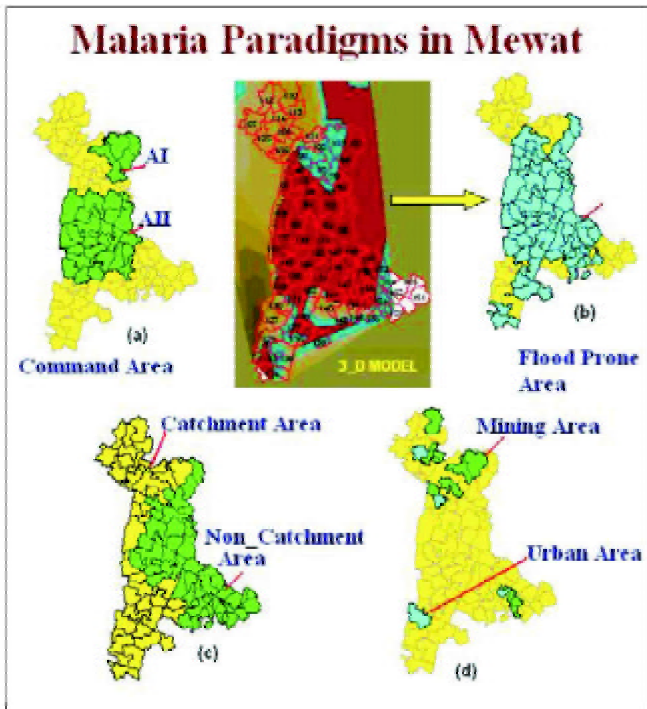 Malaria Paradigms in Mewat
AI
AII
(a)
Command Area
3_D MODEL
(b)
Flood Prone
Area
Catchment Area
Non_Catchment
Area
(c)
Mining Area
Urban Area
(d)